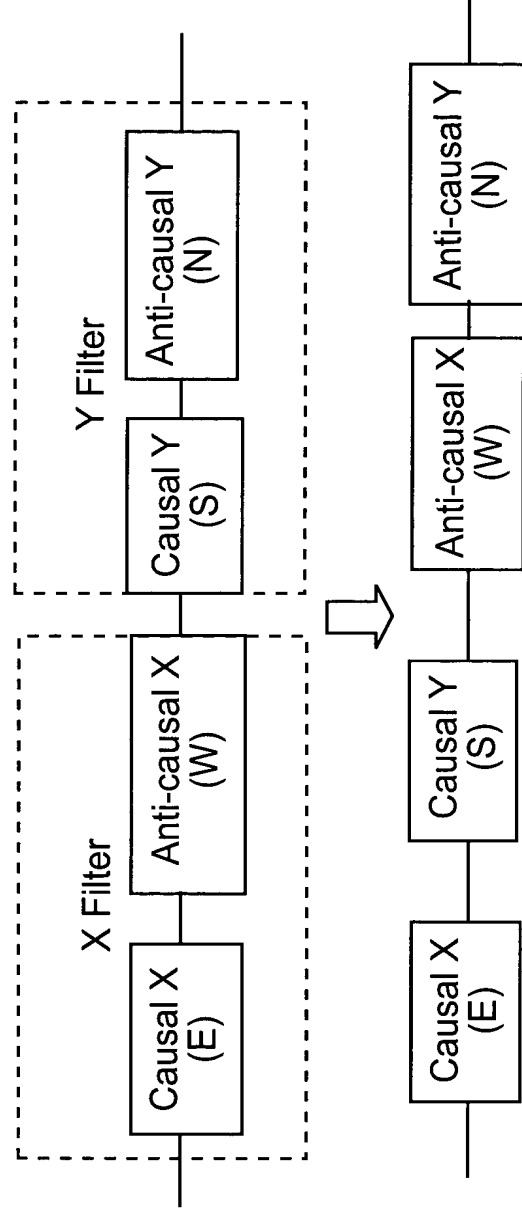 X Filter
Y Filter
Causal X
(E)
Anti-causal X
(W)
Causal Y
(S)
Anti-causal Y
(N)
Causal X
(E)
Causal Y
(S)
Anti-causal X
(W)
Anti-causal Y
(N)